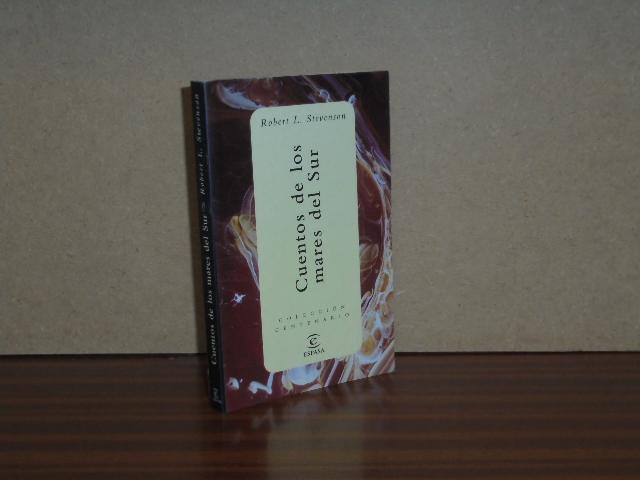 Robert L. Stevenson
Cuentos de los
mares del Sur
COLECCIÓN
CENTENARIO
ESPASA
Cuentos de los mares del Sur Robert L. Stevenson